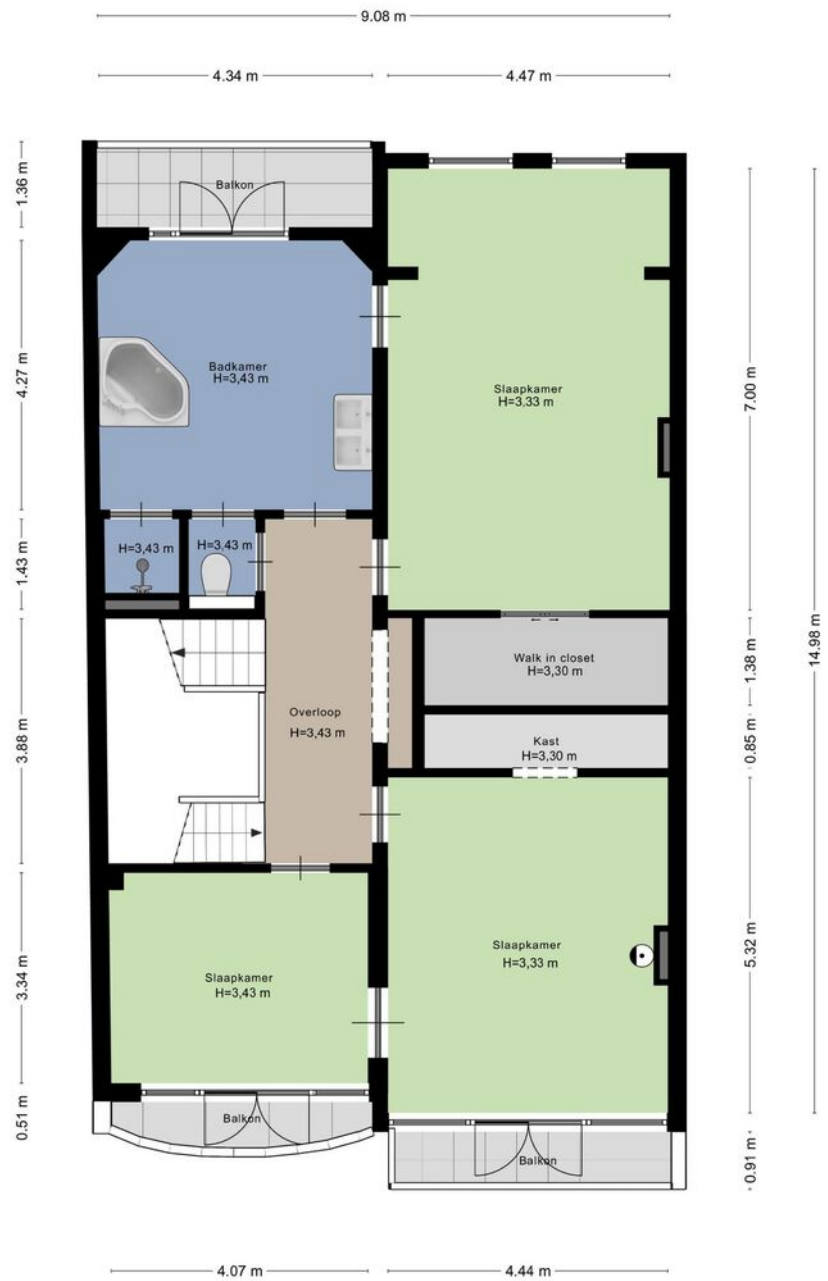 9.08 m
4.34 m
4.47 m
1.36 m
4.27 m
1.43 m
3.88 m
3.34 m
0.51 m
Balkon
Badkamer
H=3,43 m
Slaapkamer
H=3,33 m
H=3,43 m
H=3,43 m
Walk in closet
H=3,30 m
Overloop
H=3,43 m
Kast
H=3,30 m
Slaapkamer
H=3,33 m
Slaapkamer
H=3,43 m
Balkon
Balkon
7.00 m
1.38 m
0.85 m
5.32 m
0.91 m
14.98 m
4.07 m
4.44 m